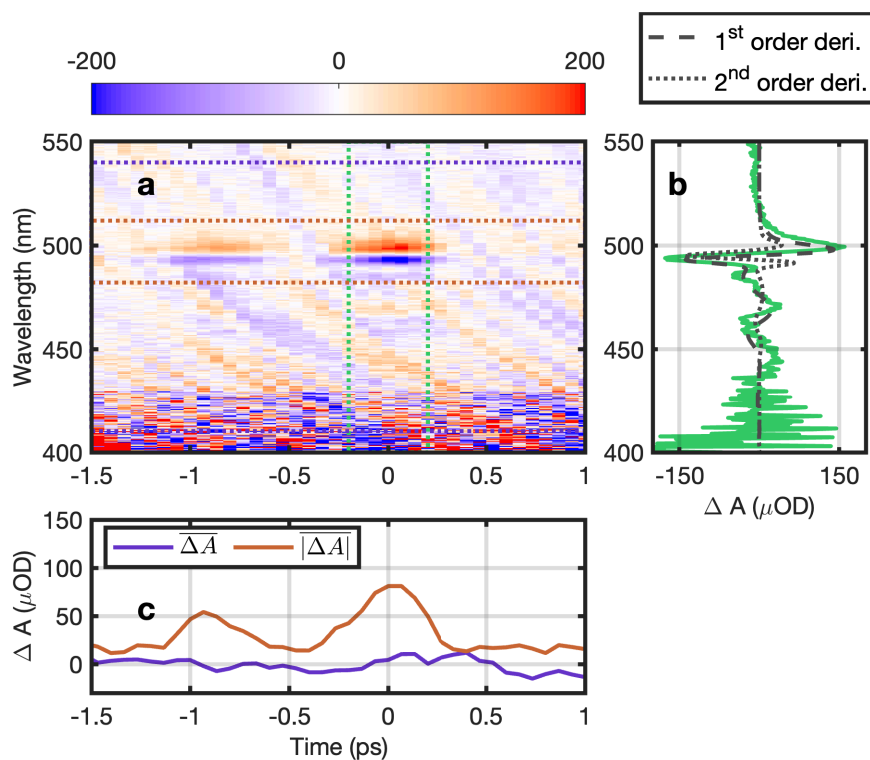 1st order deri.
2nd order deri.
-200 0 200
550
500
450
400
Wavelength (nm)
a
-1.5 -1 -0.5 0 0.5 1
550
500
450
400
b
-150 150
Δ A (μOD)
150
100
50
0
Δ A (μOD)
ΔA |ΔA|
c
-1.5 -1 -0.5 0 0.5 1
Time (ps)